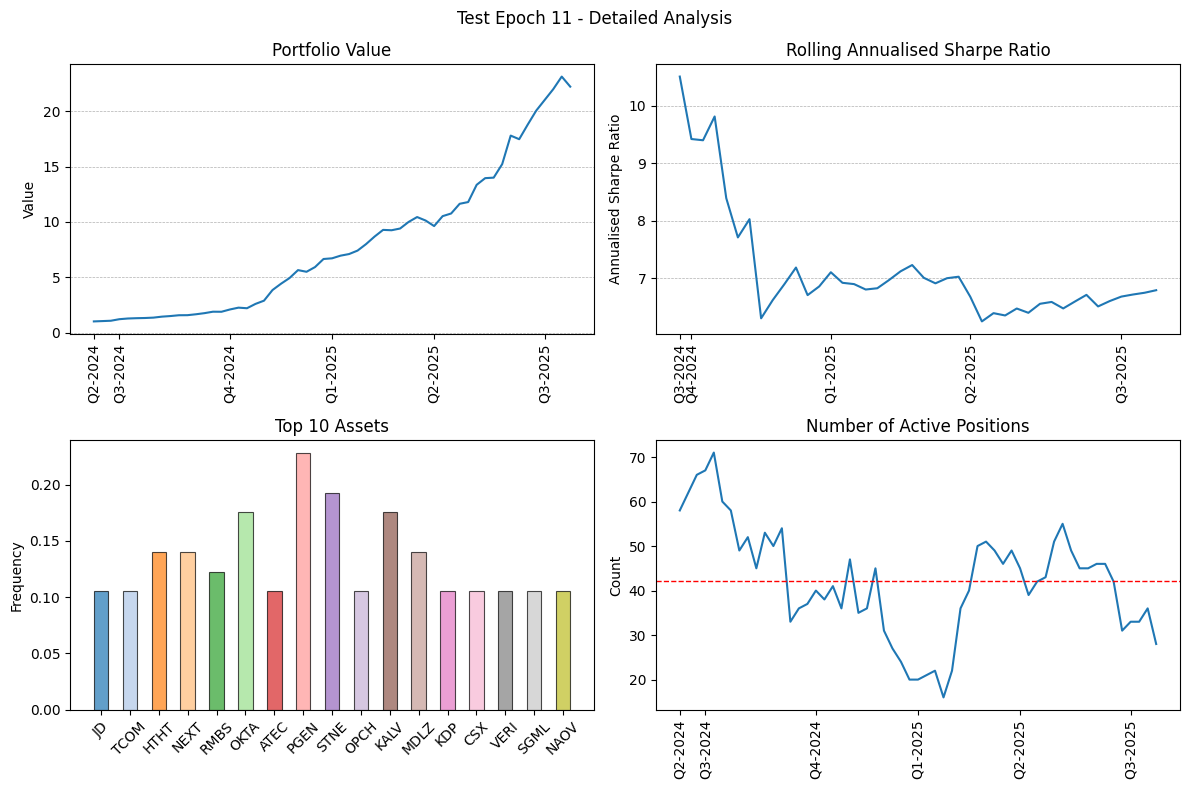 Test Epoch 11 - Detailed Analysis
Portfolio Value
Value
20
15
10
5
0
Q2-2024
Q3-2024
Q4-2024
Q1-2025
Q2-2025
Q3-2025
Rolling Annualised Sharpe Ratio
Annualised Sharpe Ratio
10
9
8
7
Q3-2024
Q4-2024
Q1-2025
Q2-2025
Q3-2025
Top 10 Assets
Frequency
0.20
0.15
0.10
0.05
0.00
JD
TCOM
HTHT
NEXT
RMBS
OKTA
ATEC
PGEN
STNE
OPCH
KALV
MDLZ
KDP
CSX
VERI
SGML
NAOV
Number of Active Positions
Count
70
60
50
40
30
20
Q2-2024
Q3-2024
Q4-2024
Q1-2025
Q2-2025
Q3-2025